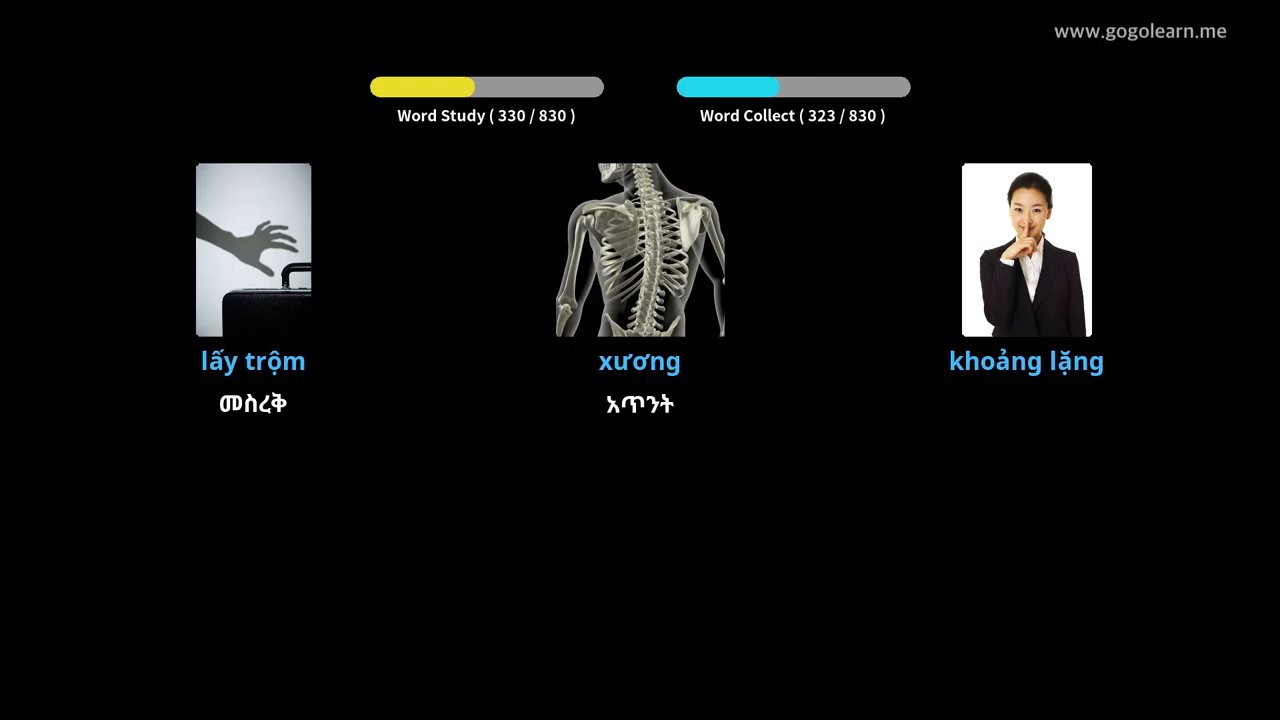 www.gogolearn.me
Word Study ( 330 / 830 )
Word Collect ( 323 / 830 )
lấy trộm
መስረቅ
xương
አጥንት
khoảng lặng